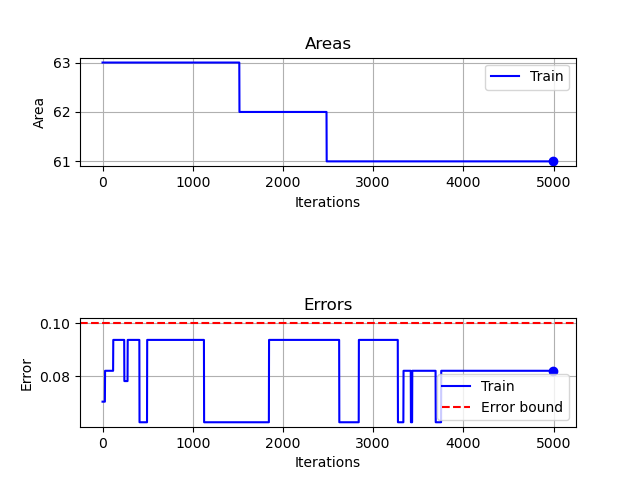 Areas
63
62
61
Area
Train
0 1000 2000 3000 4000 5000
Iterations
Errors
0.10
0.08
Error
Train
Error bound
0 1000 2000 3000 4000 5000
Iterations